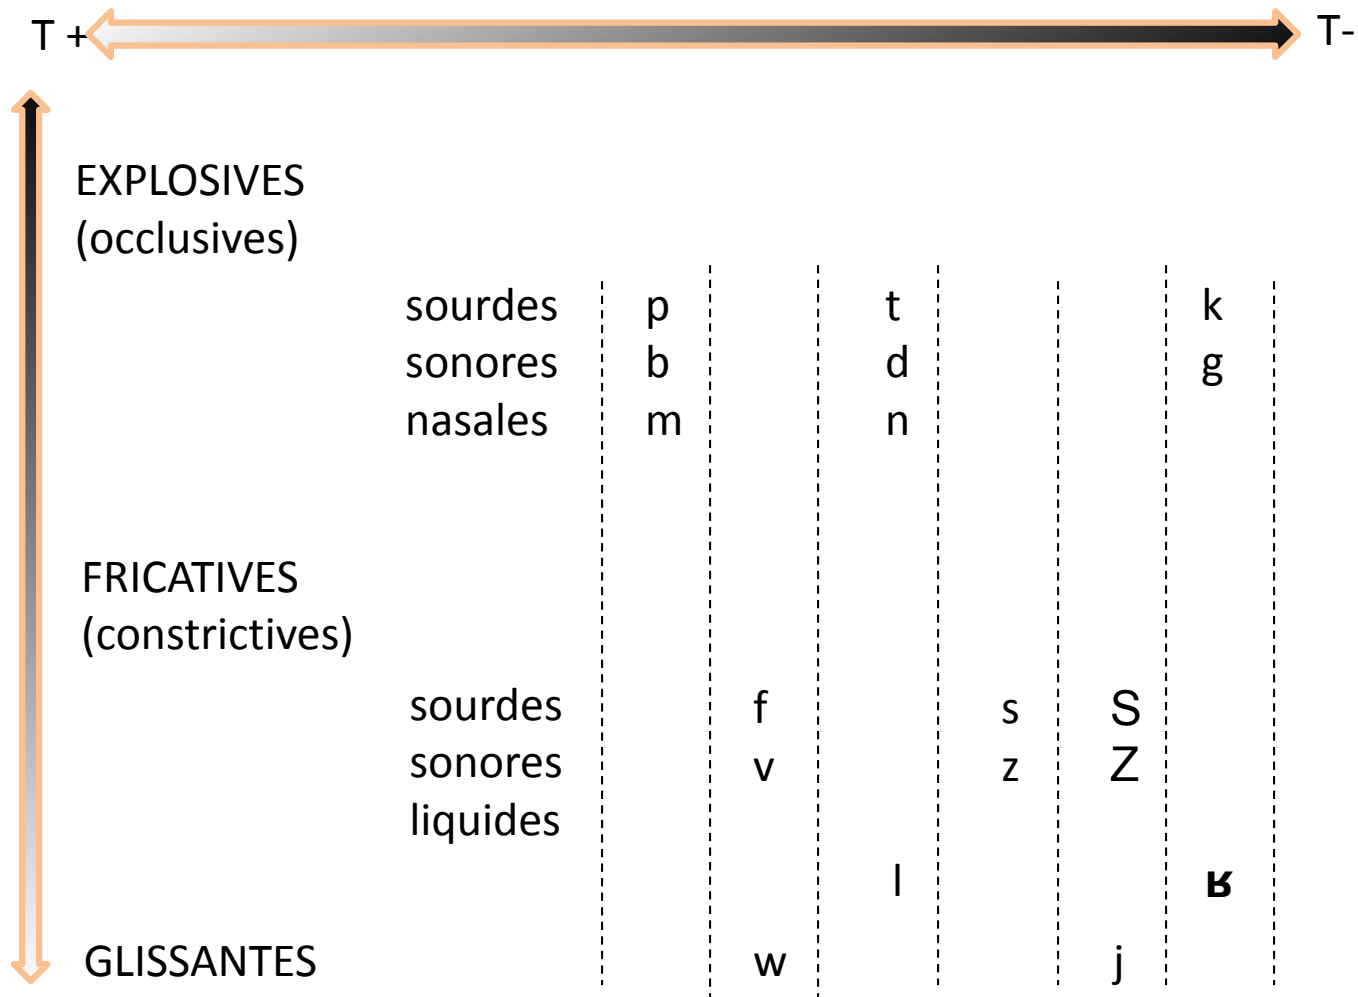 T + T-
EXPLOSIVES
(occlusives)
sourdes p t k
sonores b d g
nasales m n
FRICATIVES
(constrictives)
sourdes f s S
sonores v z Z
liquides
l ʁ
GLISSANTES w j